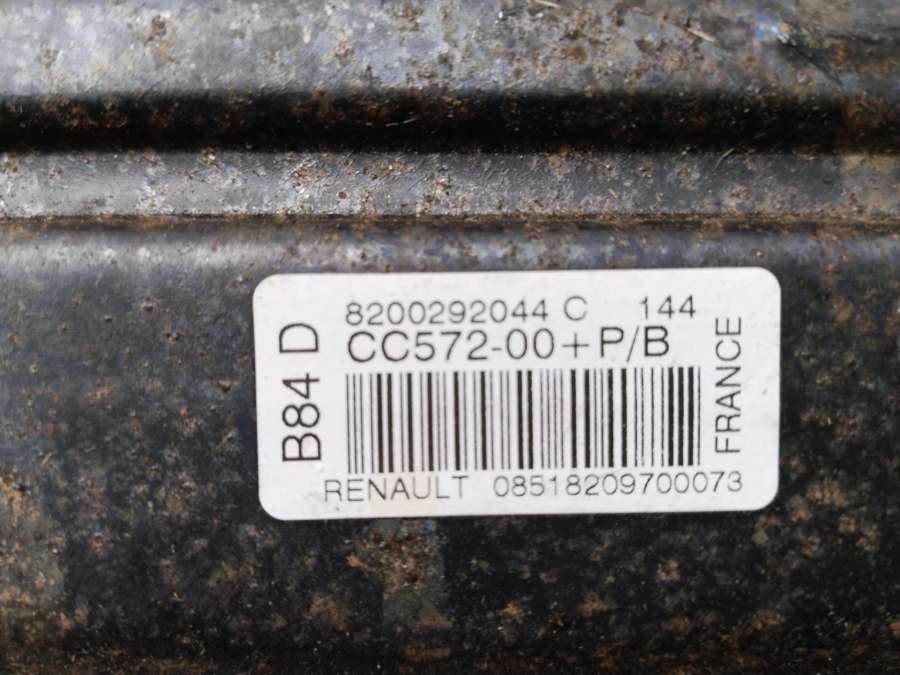 B84 D
8200292044 C 144
CC572-00+P/B
FRANCE
RENAULT 08518209700073